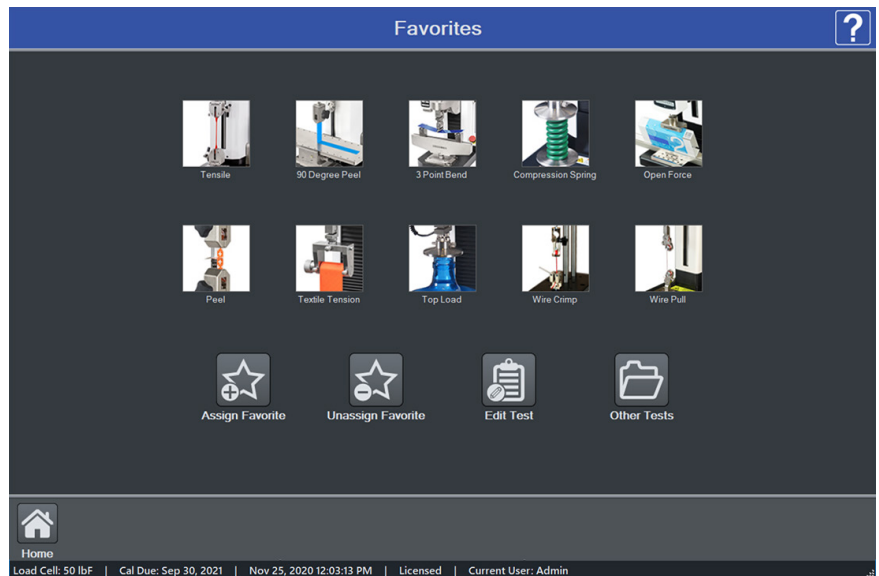 Favorites
?
Tensile
90 Degree Peel
3 Point Bend
Compression Spring
Open Force
Peel
Textile Tension
Top Load
Wire Crimp
Wire Pull
Assign Favorite
Unassign Favorite
Edit Test
Other Tests
Home
Load Cell: 50 lbF | Cal Due: Sep 30, 2021 | Nov 25, 2020 12:03:13 PM | Licensed | Current User: Admin